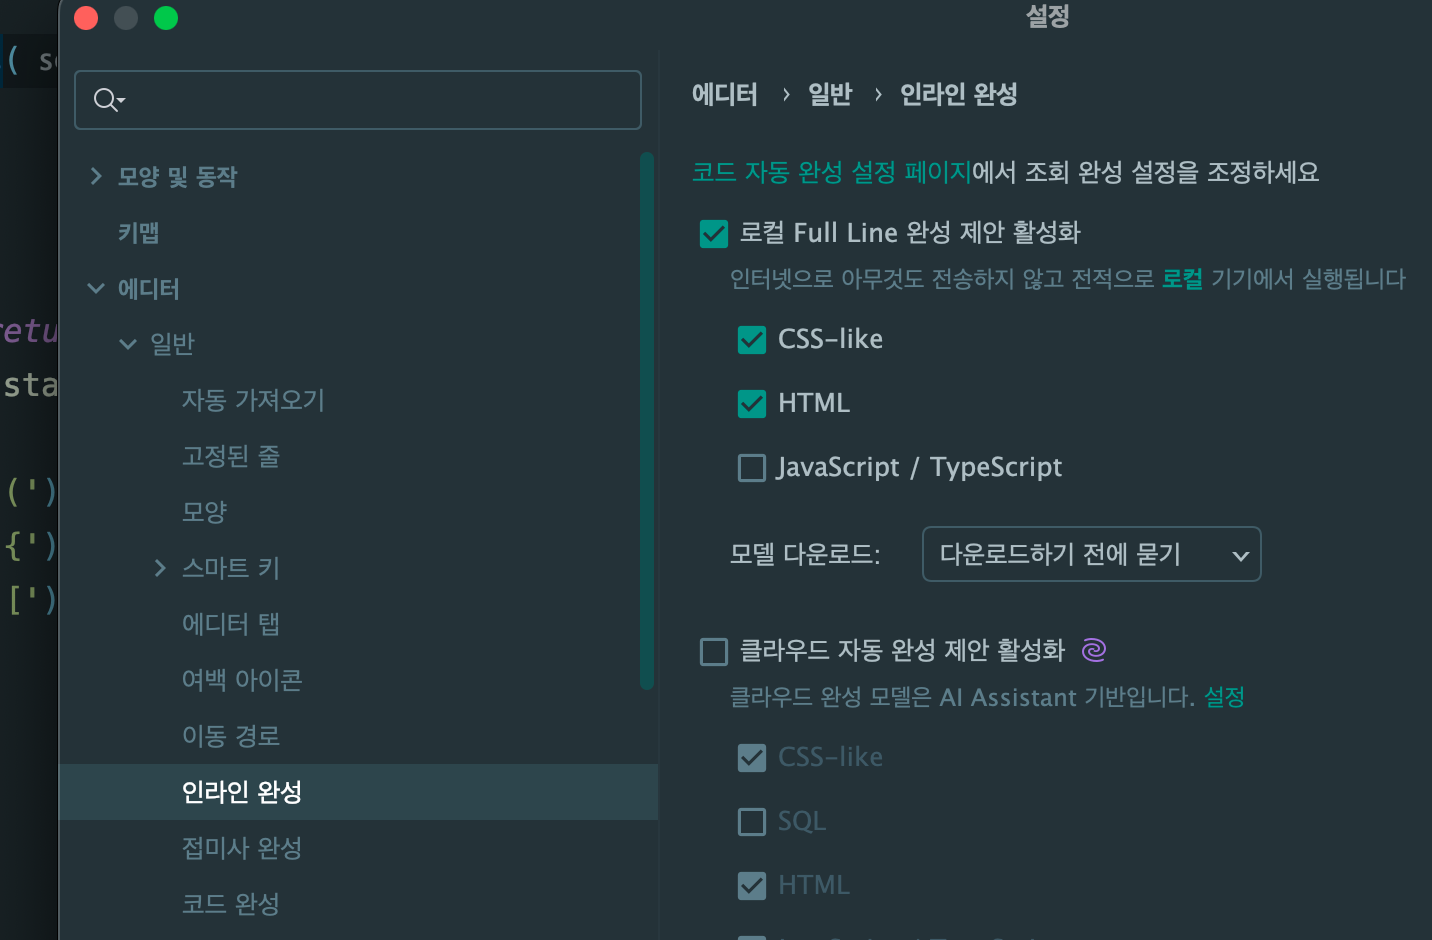 설정
( s
retu
sta
(')
{')
[')
모양 및 동작
키맵
에디터
일반
자동 가져오기
고정된 줄
모양
스마트 키
에디터 탭
여백 아이콘
이동 경로
인라인 완성
접미사 완성
코드 완성
에디터 › 일반 › 인라인 완성
코드 자동 완성 설정 페이지에서 조회 완성 설정을 조정하세요
로컬 Full Line 완성 제안 활성화
인터넷으로 아무것도 전송하지 않고 전적으로 로컬 기기에서 실행됩니다
CSS-like
HTML
JavaScript / TypeScript
모델 다운로드: 다운로드하기 전에 묻기
클라우드 자동 완성 제안 활성화
클라우드 완성 모델은 AI Assistant 기반입니다. 설정
CSS-like
SQL
HTML